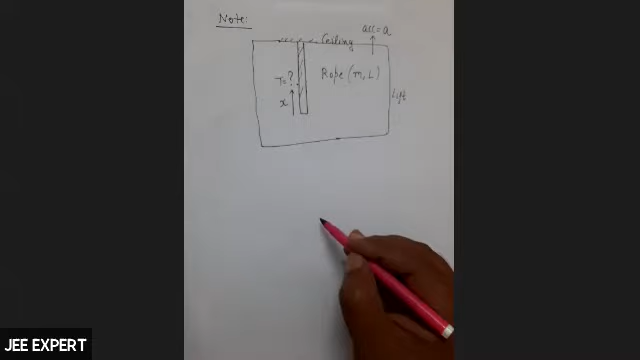 Note:
acc = a
Ceiling
T=?
Rope (m, L)
x
Lift
JEE EXPERT